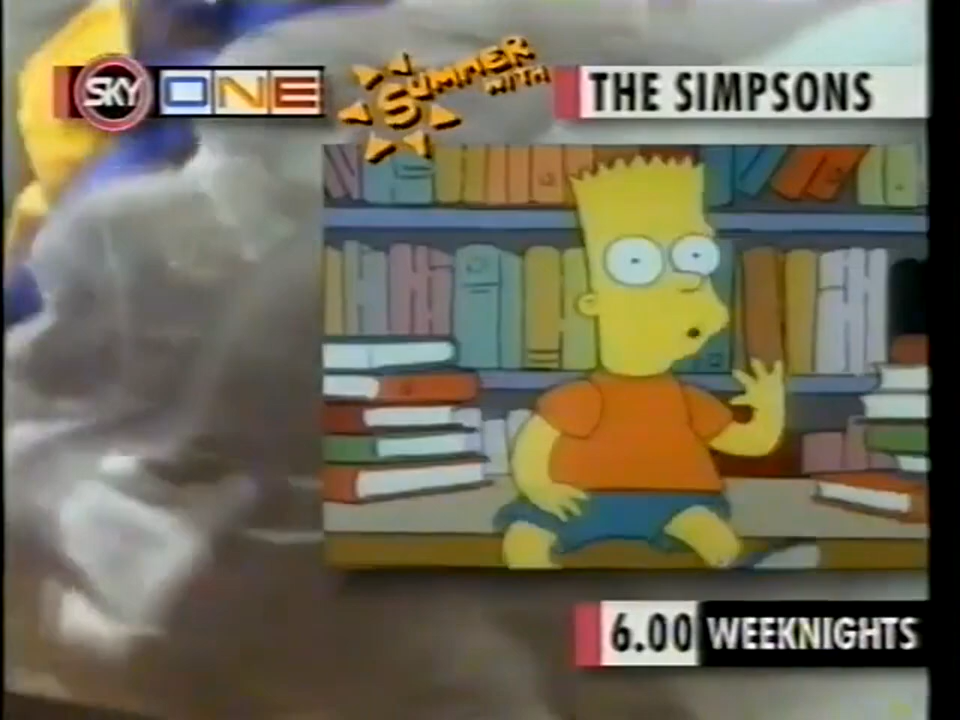 SKY ONE
SUMMER
WITH
THE SIMPSONS
6.00 WEEKNIGHTS